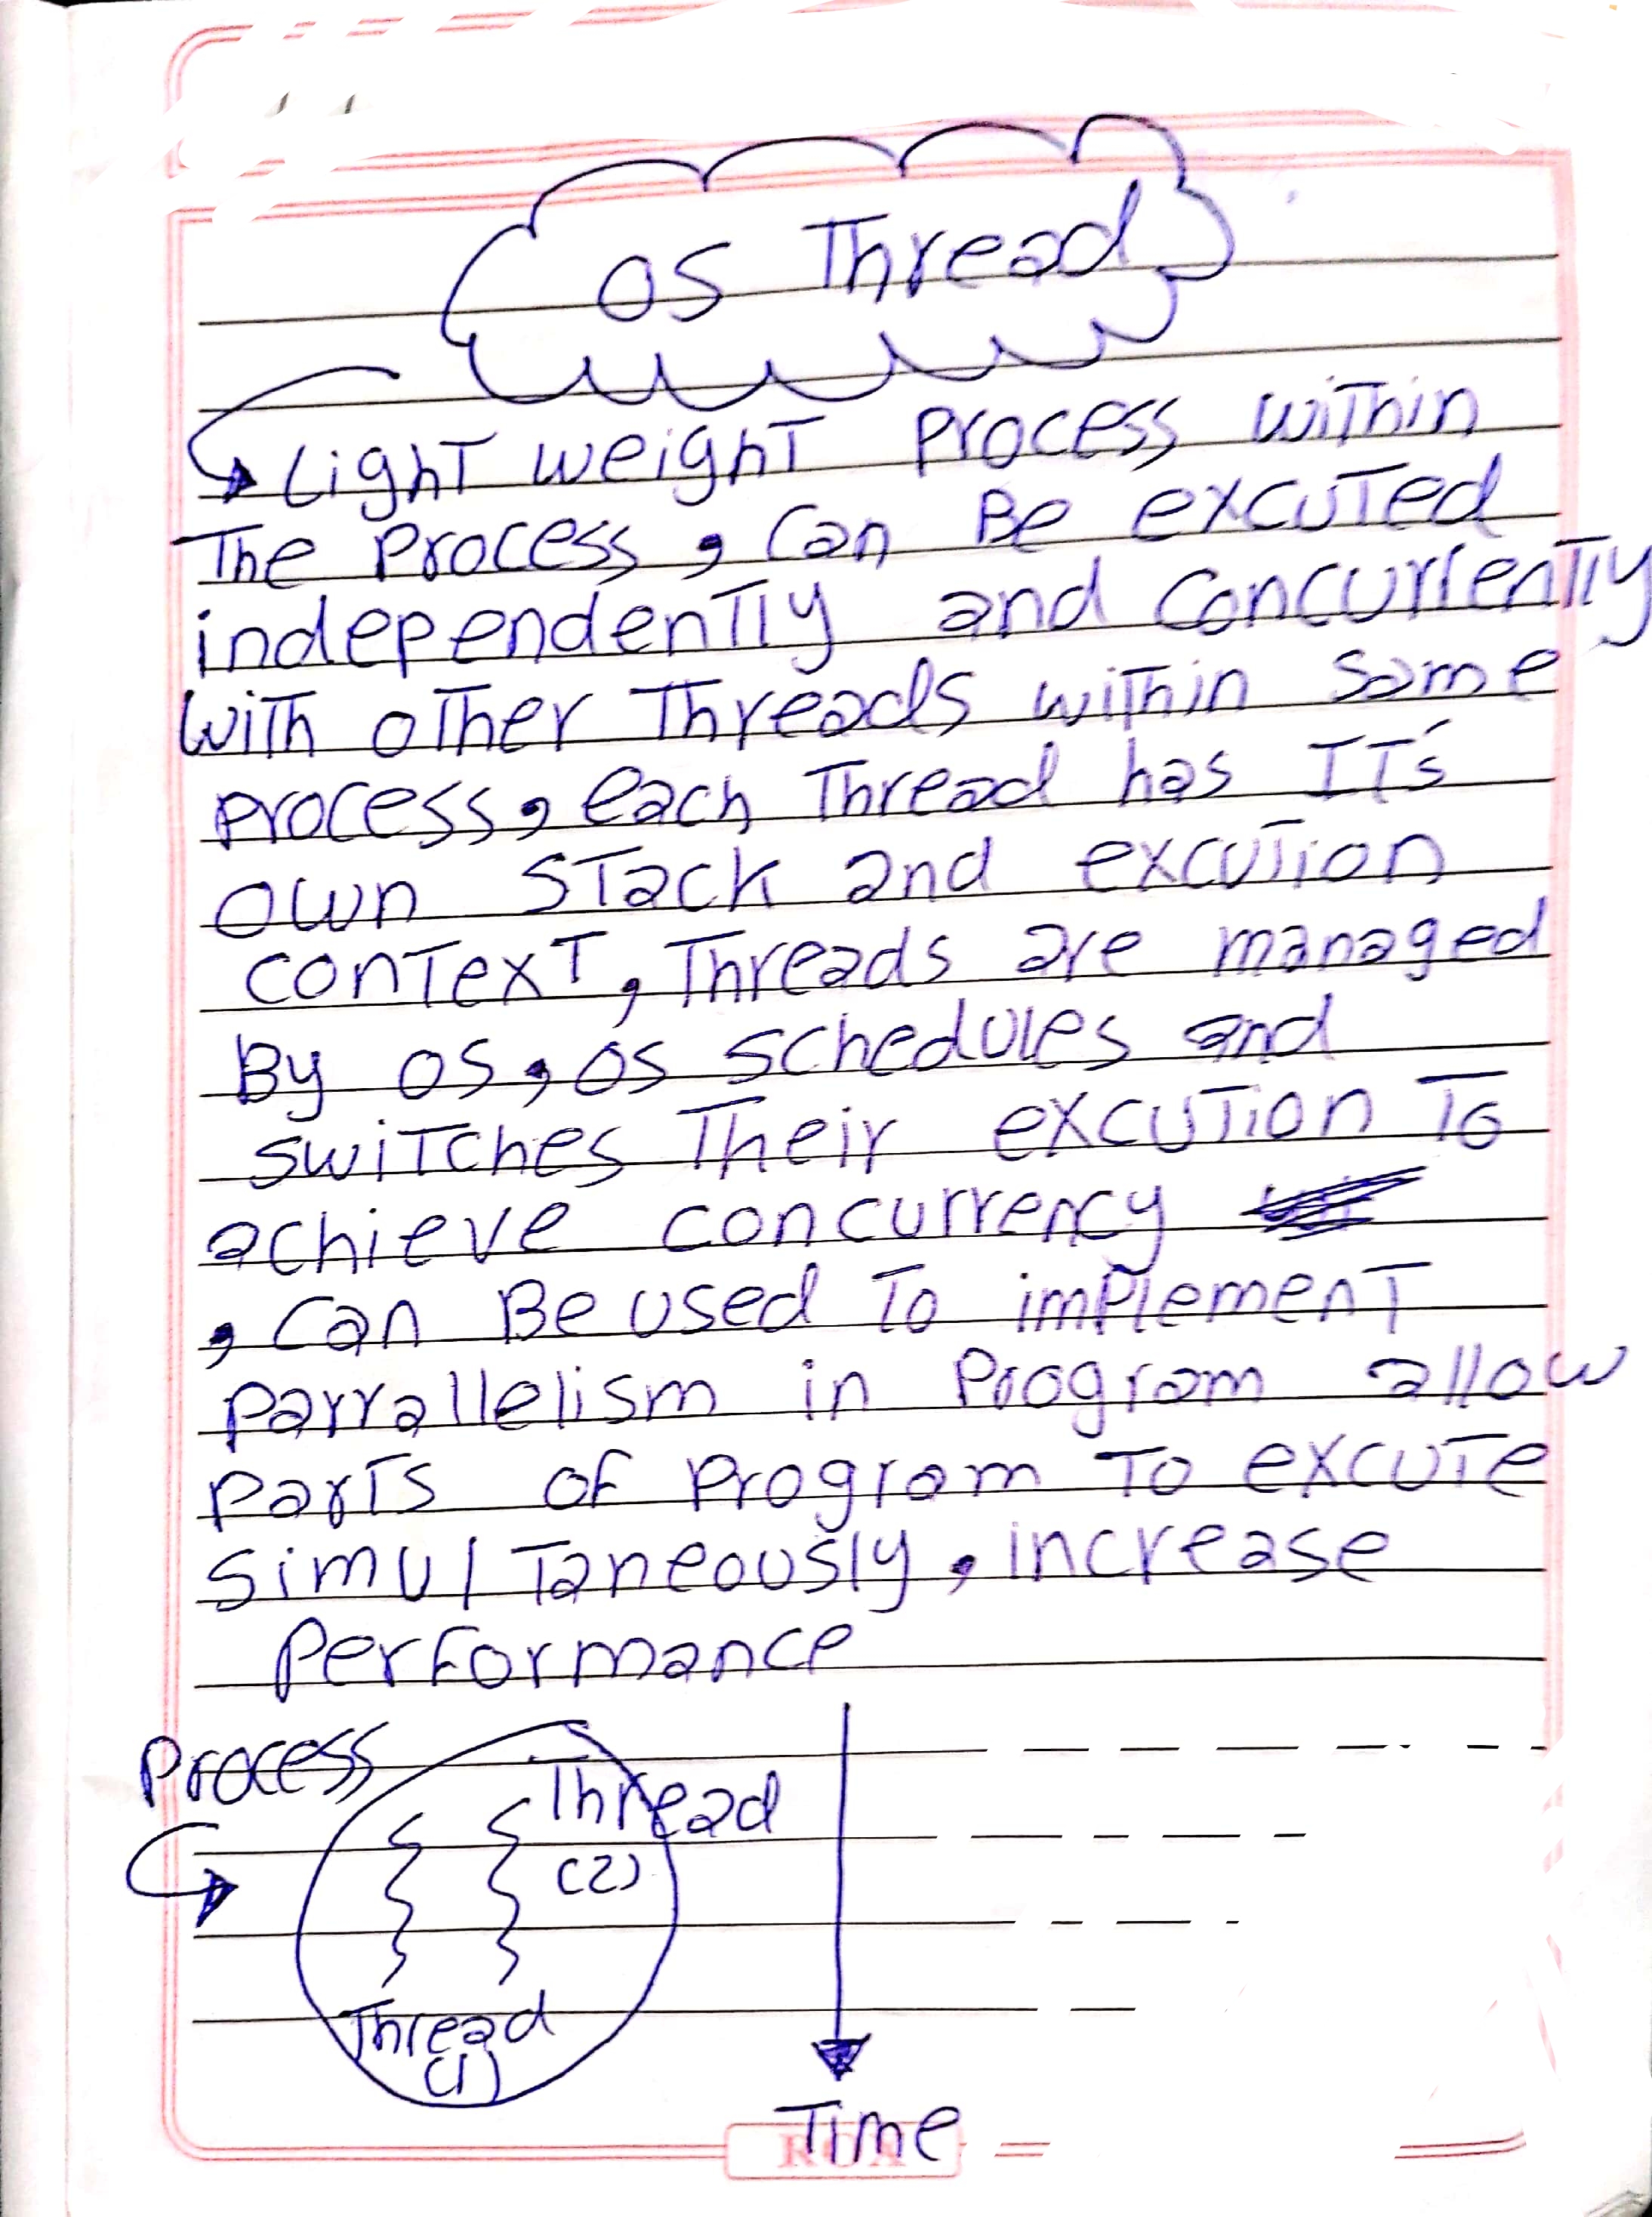 OS Thread
Light weight process within
The process, can Be excuted
independently and concurrently
with other Threads within same
process, each Thread has IT's
own STack and excution
conTexT, Threads are managed
By OS, OS schedules and
switches Their excution To
achieve concurrency
, can Be used To implement
parrallelism in Program allow
parts of Program To excute
simultaneously, increase
performance
Process
Thread
(2)
Thread
(1)
Time